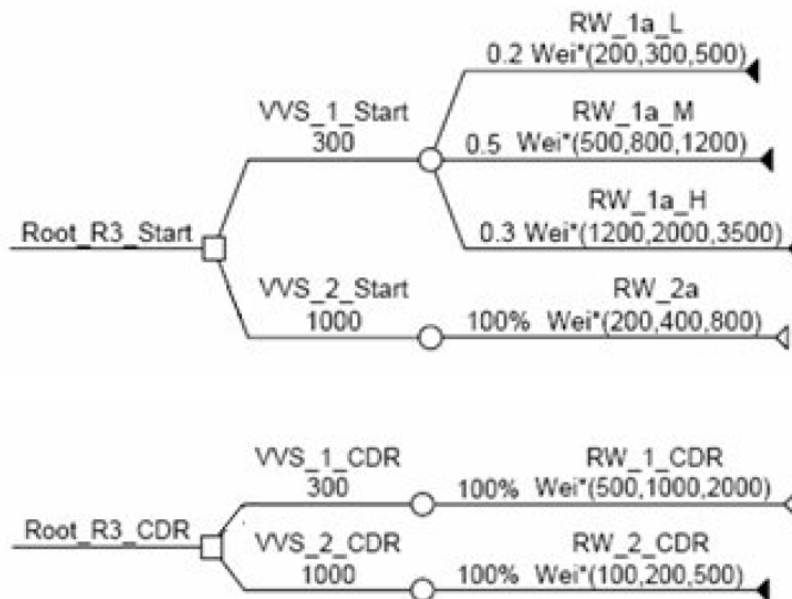 RW_1a_L
0.2 Wei*(200,300,500)
VVS_1_Start
RW_1a_M
300
0.5 Wei*(500,800,1200)
RW_1a_H
Root_R3_Start
0.3 Wei*(1200,2000,3500)
VVS_2_Start
RW_2a
1000
100% Wei*(200,400,800)
VVS_1_CDR
RW_1_CDR
300
100% Wei*(500,1000,2000)
Root_R3_CDR
VVS_2_CDR
RW_2_CDR
1000
100% Wei*(100,200,500)